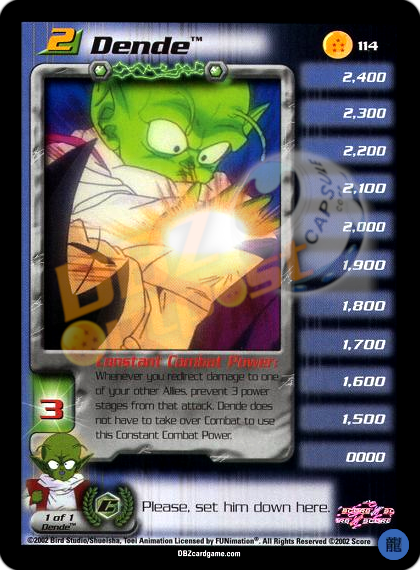 2 Dende™ 114
2,400
2,300
2,200
2,100
2,000
1,900
1,800
1,700
1,600
1,500
0000
CAPSULE
Constant Combat Power:
Whenever you redirect damage to one
of your other Allies, prevent 3 power
stages from that attack. Dende does
not have to take over Combat to use
this Constant Combat Power.
3
1 of 1
Dende™
G
Please, set him down here.
龍
©2002 Bird Studio/Shueisha, Toei Animation Licensed by FUNimation®. All Rights Reserved. ©2002 Score
DBZcardgame.com